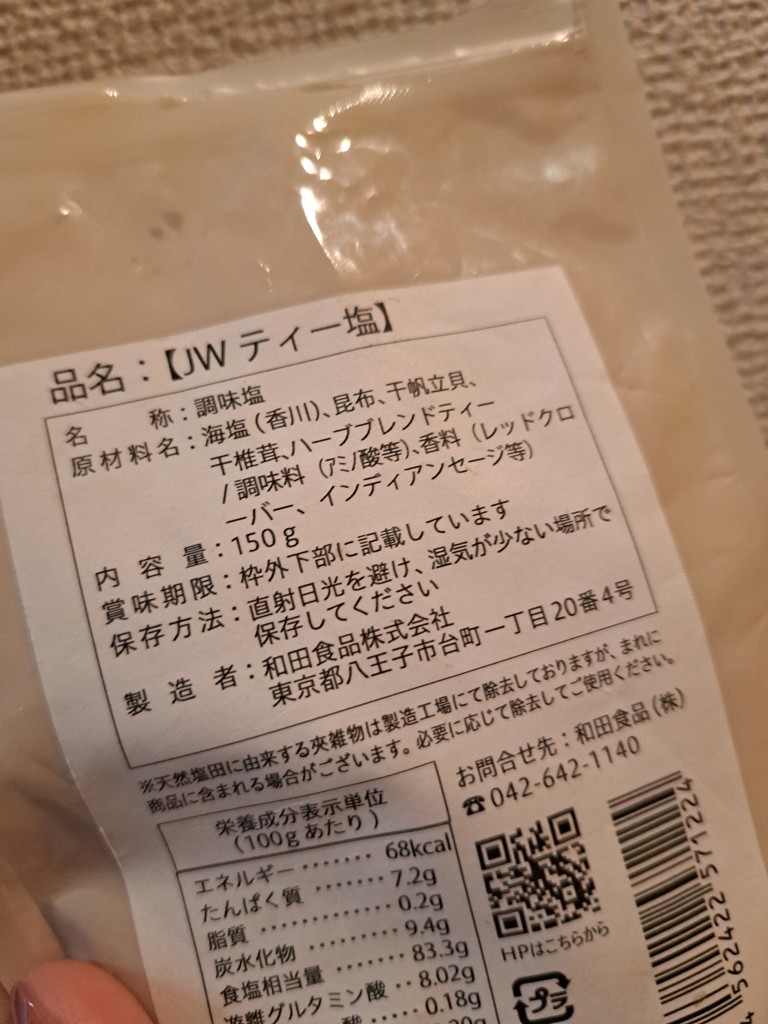 品名：【JW ティー塩】
名称：調味塩
原材料名：海塩（香川）、昆布、干帆立貝、
干椎茸、ハーブブレンドティー
/ 調味料（アミノ酸等）、香料（レッドクロ
ーバー、インディアンセージ等）
内容量：150ｇ
賞味期限：枠外下部に記載しています
保存方法：直射日光を避け、湿気が少ない場所で
保存してください
製造者：和田食品株式会社
東京都八王子市台町一丁目20番4号
※天然塩田に由来する夾雑物は製造工場にて除去しておりますが、まれに
商品に含まれる場合がございます。必要に応じて除去してご使用ください。
お問合せ先：和田食品（株）
☎042-642-1140
栄養成分表示単位
（100ｇあたり）
エネルギー ······· 68kcal
たんぱく質 ······· 7.2g
脂質 ············ 0.2g
炭水化物 ········· 9.4g
食塩相当量 ······· 83.3g
遊離グルタミン酸 ·· 8.02g
酸 ·· 0.18g
HPはこちらから
プラ
562422 571224